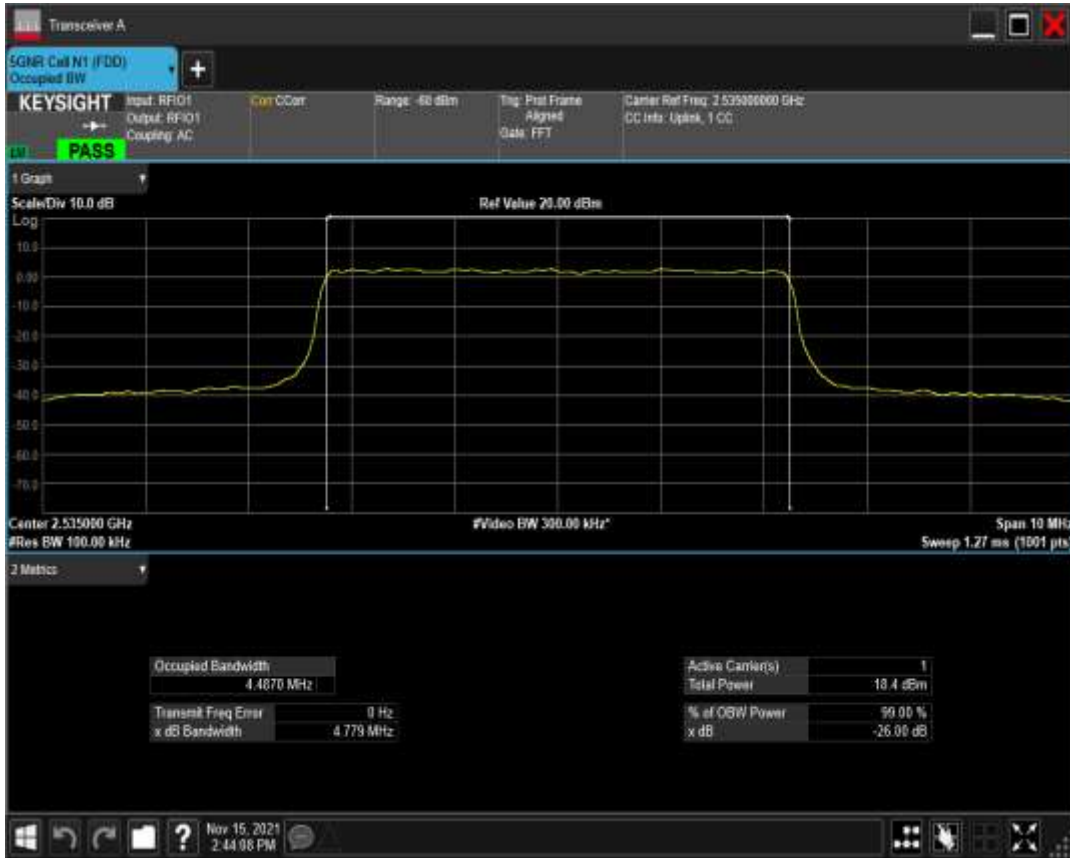 Transceiver A
5GNR Cell N1 (FDD)
Occupied BW
+
KEYSIGHT
Input: RFIO1
Output: RFIO1
Coupling: AC
Corr CCorr
Range: -60 dBm
Trig: Prot Frame
Aligned
Gate: FFT
Carrier Ref Freq: 2.535000000 GHz
CC Info: Uplink, 1 CC
PASS
1 Graph
Scale/Div 10.0 dB
Ref Value 20.00 dBm
Log
10.0
0.00
-10.0
-20.0
-30.0
-40.0
-50.0
-60.0
-70.0
Center 2.535000 GHz
#Video BW 300.00 kHz*
Span 10 MHz
#Res BW 100.00 kHz
Sweep 1.27 ms (1001 pts)
2 Metrics
Occupied Bandwidth
4.4870 MHz
Active Carrier(s) 1
Total Power 18.4 dBm
Transmit Freq Error 0 Hz
x dB Bandwidth 4.779 MHz
% of OBW Power 99.00 %
x dB -26.00 dB
?
Nov 15, 2021
2:44:08 PM